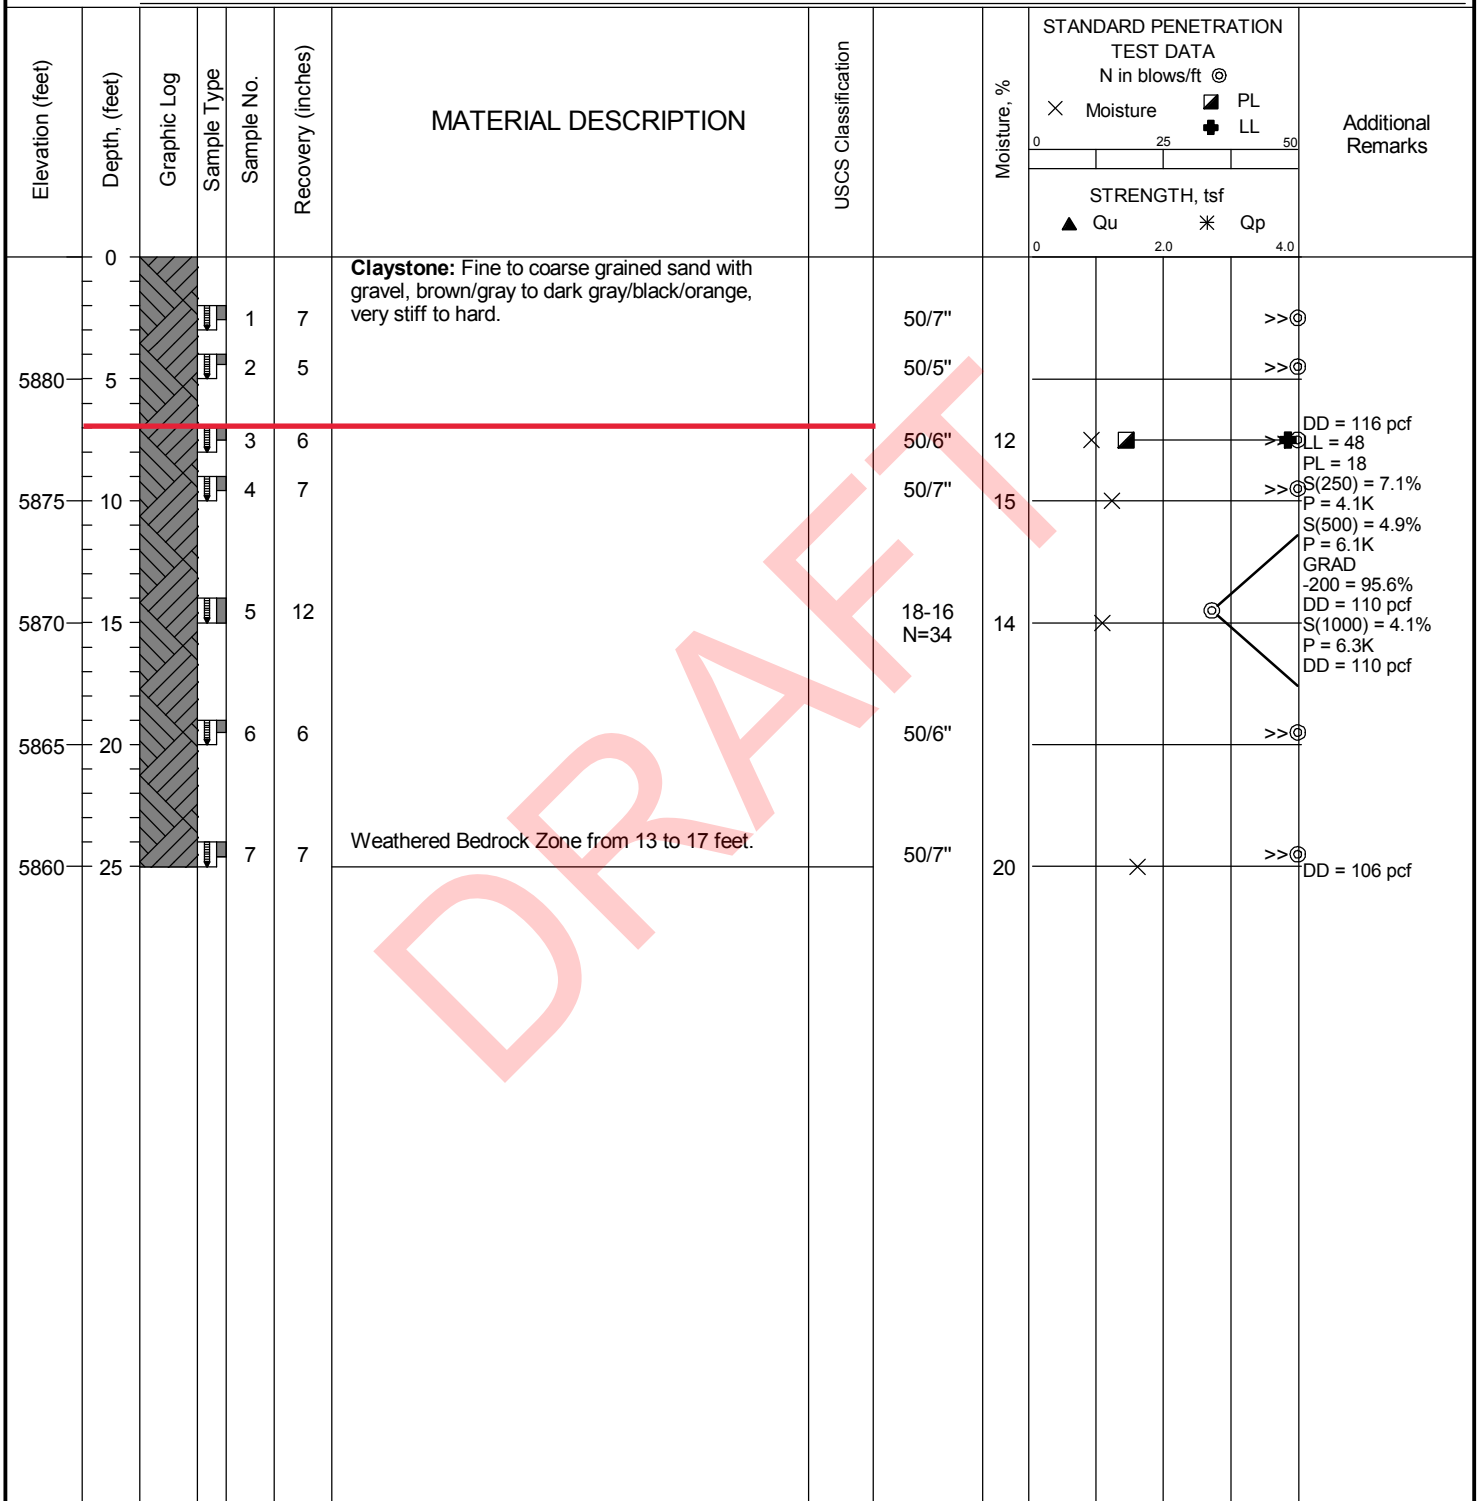 Elevation (feet)
Depth, (feet)
Graphic Log
Sample Type
Sample No.
Recovery (inches)
MATERIAL DESCRIPTION
USCS Classification
Moisture, %
STANDARD PENETRATION
TEST DATA
N in blows/ft
Moisture
PL
LL
0 25 50
STRENGTH, tsf
Qu Qp
0 2.0 4.0
Additional
Remarks
0
Claystone: Fine to coarse grained sand with
gravel, brown/gray to dark gray/black/orange,
very stiff to hard.
1 7 50/7" >>
2 5 50/5" >>
5880 5
3 6 50/6" 12 >>
DD = 116 pcf
LL = 48
PL = 18
4 7 50/7" >>
S(250) = 7.1%
5875 10 15
P = 4.1K
S(500) = 4.9%
P = 6.1K
GRAD
-200 = 95.6%
5 12 18-16
DD = 110 pcf
5870 15 N=34 14
S(1000) = 4.1%
P = 6.3K
DD = 110 pcf
6 6 50/6" >>
5865 20
Weathered Bedrock Zone from 13 to 17 feet.
7 7 50/7" >>
5860 25 20 DD = 106 pcf
DRAFT